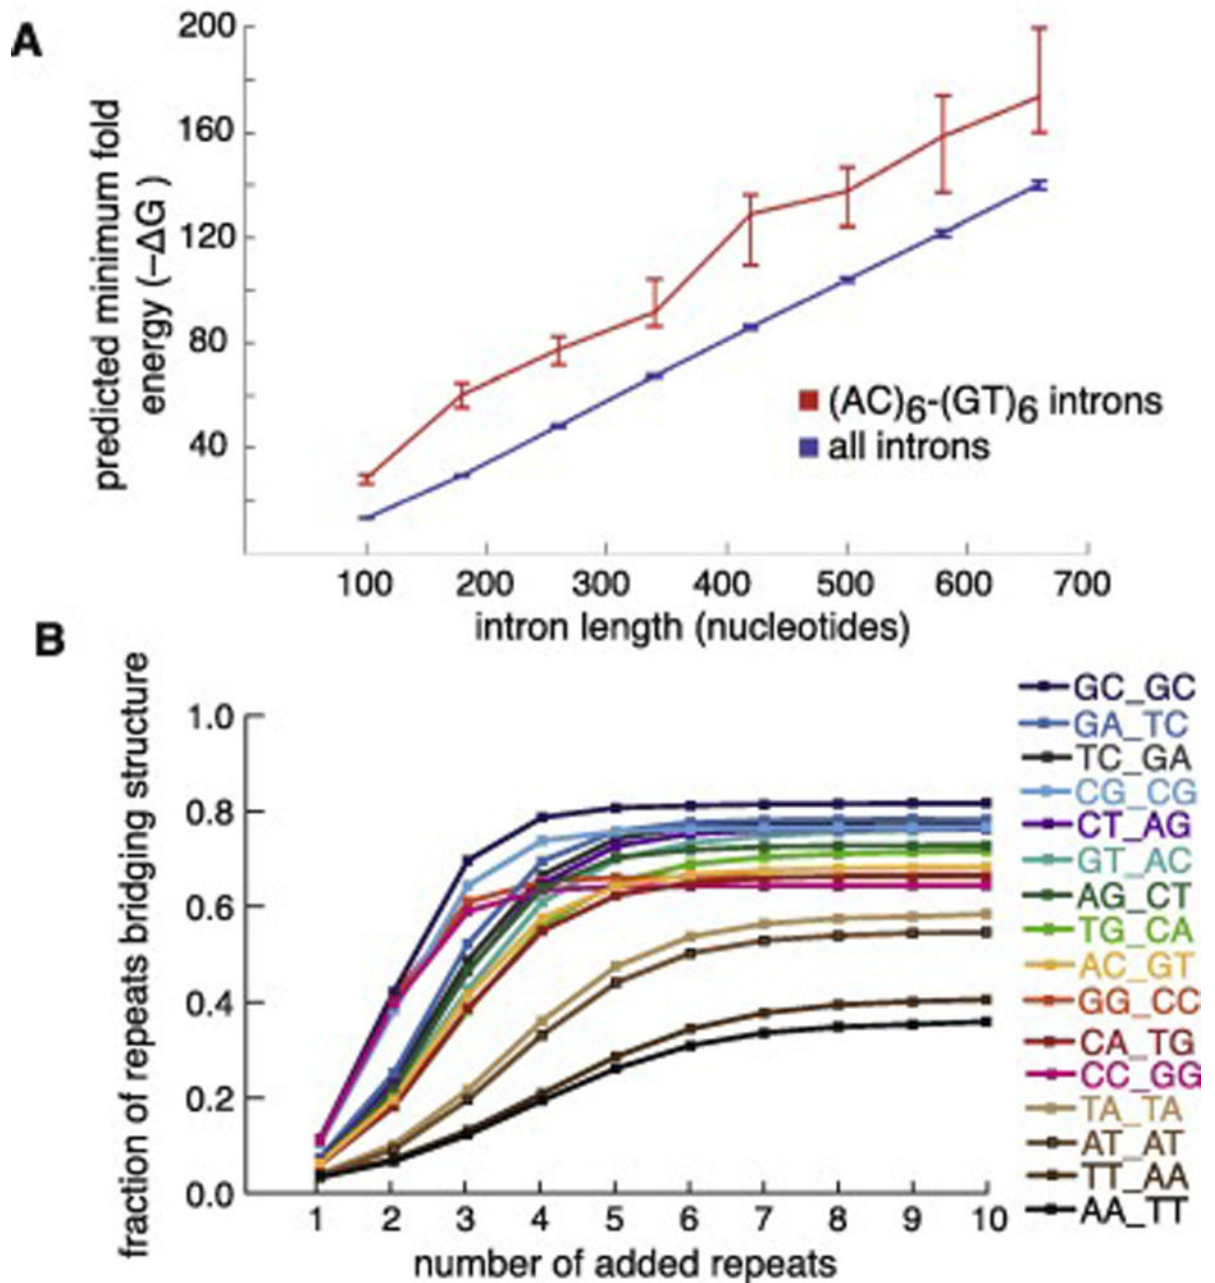 A
200
160
120
80
40
predicted minimum fold
energy (−ΔG )
(AC)6-(GT)6 introns
all introns
100 200 300 400 500 600 700
intron length (nucleotides)
B
fraction of repeats bridging structure
1.0
0.8
0.6
0.4
0.2
0.0
1 2 3 4 5 6 7 8 9 10
number of added repeats
GC_GC
GA_TC
TC_GA
CG_CG
CT_AG
GT_AC
AG_CT
TG_CA
AC_GT
GG_CC
CA_TG
CC_GG
TA_TA
AT_AT
TT_AA
AA_TT